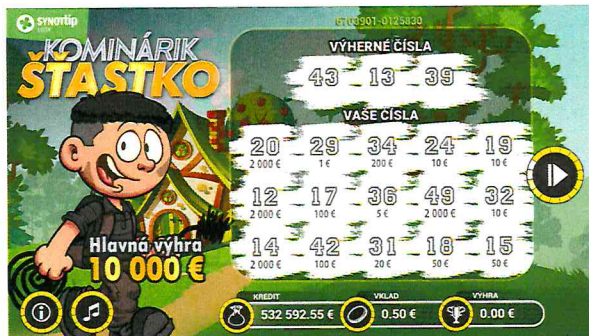 SYNOTtip
6703901-0125830
KOMINÁRIK
ŠŤASTKO
VÝHERNÉ ČÍSLA
43 13 39
VAŠE ČÍSLA
20 29 34 24 19
2 000 € 1 € 200 € 10 € 10 €
12 17 36 49 32
2 000 € 100 € 5 € 2 000 € 10 €
14 42 31 18 15
2 000 € 100 € 20 € 50 € 50 €
Hlavná výhra
10 000 €
KREDIT VKLAD VÝHRA
532 592.55 € 0.50 € 0.00 €